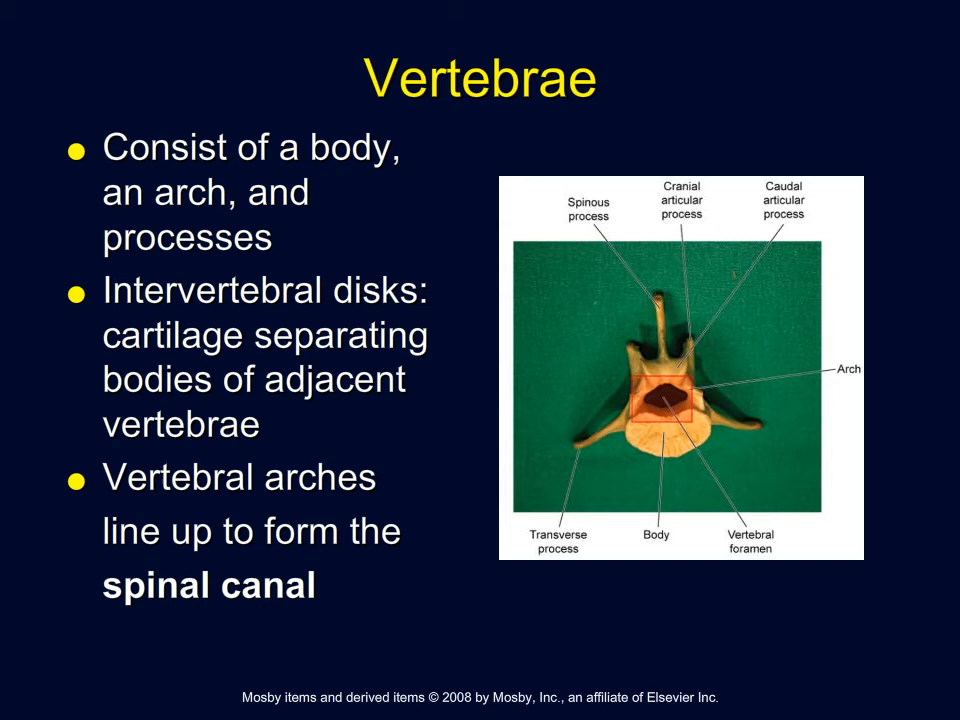 Vertebrae
● Consist of a body,
an arch, and
processes
● Intervertebral disks:
cartilage separating
bodies of adjacent
vertebrae
● Vertebral arches
line up to form the
spinal canal
Spinous
process
Cranial
articular
process
Caudal
articular
process
Arch
Transverse
process
Body
Vertebral
foramen
Mosby items and derived items © 2008 by Mosby, Inc., an affiliate of Elsevier Inc.